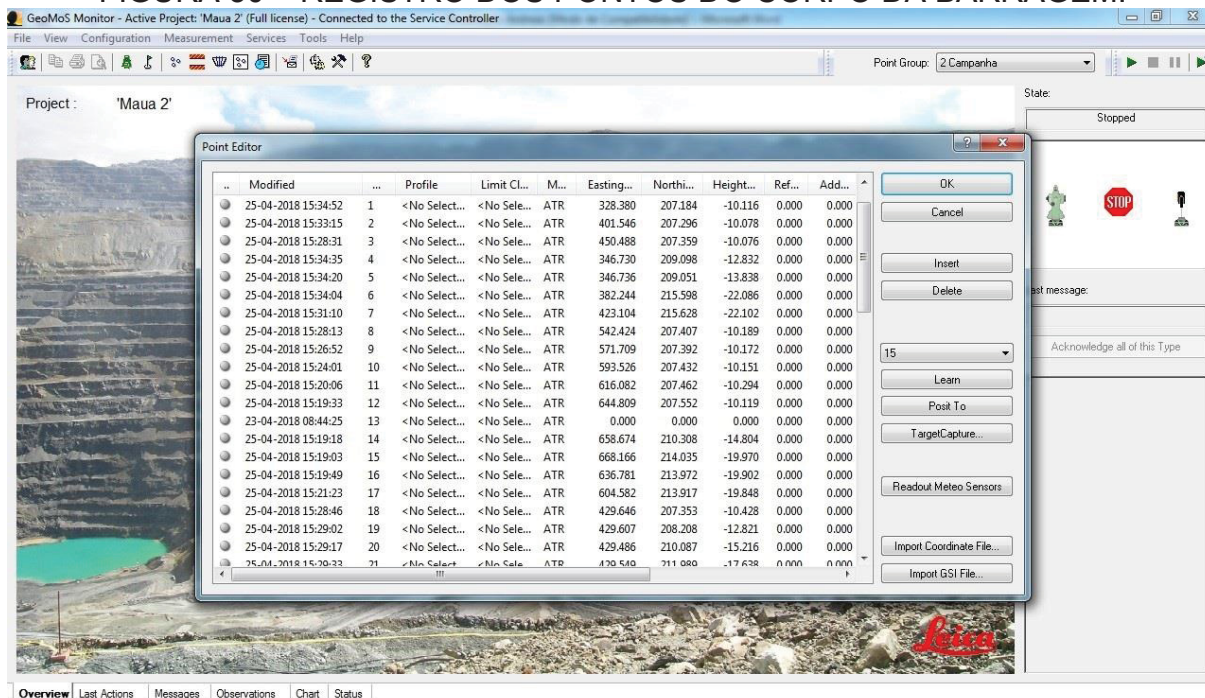 GeoMoS Monitor - Active Project: 'Maua 2' (Full license) - Connected to the Service Controller
File View Configuration Measurement Services Tools Help
Point Group: 2 Campanha
Project : 'Maua 2'
State:
Stopped
Point Editor
.. Modified ... Profile Limit Cl... M... Easting... Northi... Height... Ref... Add...
25-04-2018 15:34:52 1 <No Select... <No Sele... ATR 328.380 207.184 -10.116 0.000 0.000
25-04-2018 15:33:15 2 <No Select... <No Sele... ATR 401.546 207.296 -10.078 0.000 0.000
25-04-2018 15:28:31 3 <No Select... <No Sele... ATR 450.488 207.359 -10.076 0.000 0.000
25-04-2018 15:34:35 4 <No Select... <No Sele... ATR 346.730 209.098 -12.832 0.000 0.000
25-04-2018 15:34:20 5 <No Select... <No Sele... ATR 346.736 209.051 -13.838 0.000 0.000
25-04-2018 15:34:04 6 <No Select... <No Sele... ATR 382.244 215.598 -22.086 0.000 0.000
25-04-2018 15:31:10 7 <No Select... <No Sele... ATR 423.104 215.628 -22.102 0.000 0.000
25-04-2018 15:28:13 8 <No Select... <No Sele... ATR 542.424 207.407 -10.189 0.000 0.000
25-04-2018 15:26:52 9 <No Select... <No Sele... ATR 571.709 207.392 -10.172 0.000 0.000
25-04-2018 15:24:01 10 <No Select... <No Sele... ATR 593.526 207.432 -10.151 0.000 0.000
25-04-2018 15:20:06 11 <No Select... <No Sele... ATR 616.082 207.462 -10.294 0.000 0.000
25-04-2018 15:19:33 12 <No Select... <No Sele... ATR 644.809 207.552 -10.119 0.000 0.000
23-04-2018 08:44:25 13 <No Select... <No Sele... ATR 0.000 0.000 0.000 0.000 0.000
25-04-2018 15:19:18 14 <No Select... <No Sele... ATR 658.674 210.308 -14.804 0.000 0.000
25-04-2018 15:19:03 15 <No Select... <No Sele... ATR 668.166 214.035 -19.970 0.000 0.000
25-04-2018 15:19:49 16 <No Select... <No Sele... ATR 636.781 213.972 -19.902 0.000 0.000
25-04-2018 15:21:23 17 <No Select... <No Sele... ATR 604.582 213.917 -19.848 0.000 0.000
25-04-2018 15:28:46 18 <No Select... <No Sele... ATR 429.646 207.353 -10.428 0.000 0.000
25-04-2018 15:29:02 19 <No Select... <No Sele... ATR 429.607 208.208 -12.821 0.000 0.000
25-04-2018 15:29:17 20 <No Select... <No Sele... ATR 429.486 210.087 -15.216 0.000 0.000
25-04-2018 15:29:33 21 <No Select... <No Sele... ATR 429.549 211.989 -17.638 0.000 0.000
OK
Cancel
Insert
Delete
15
Learn
Posit To
TargetCapture...
Readout Meteo Sensors
Import Coordinate File...
Import GSI File...
STOP
ast message:
Acknowledge all of this Type
Leica
Overview Last Actions Messages Observations Chart Status